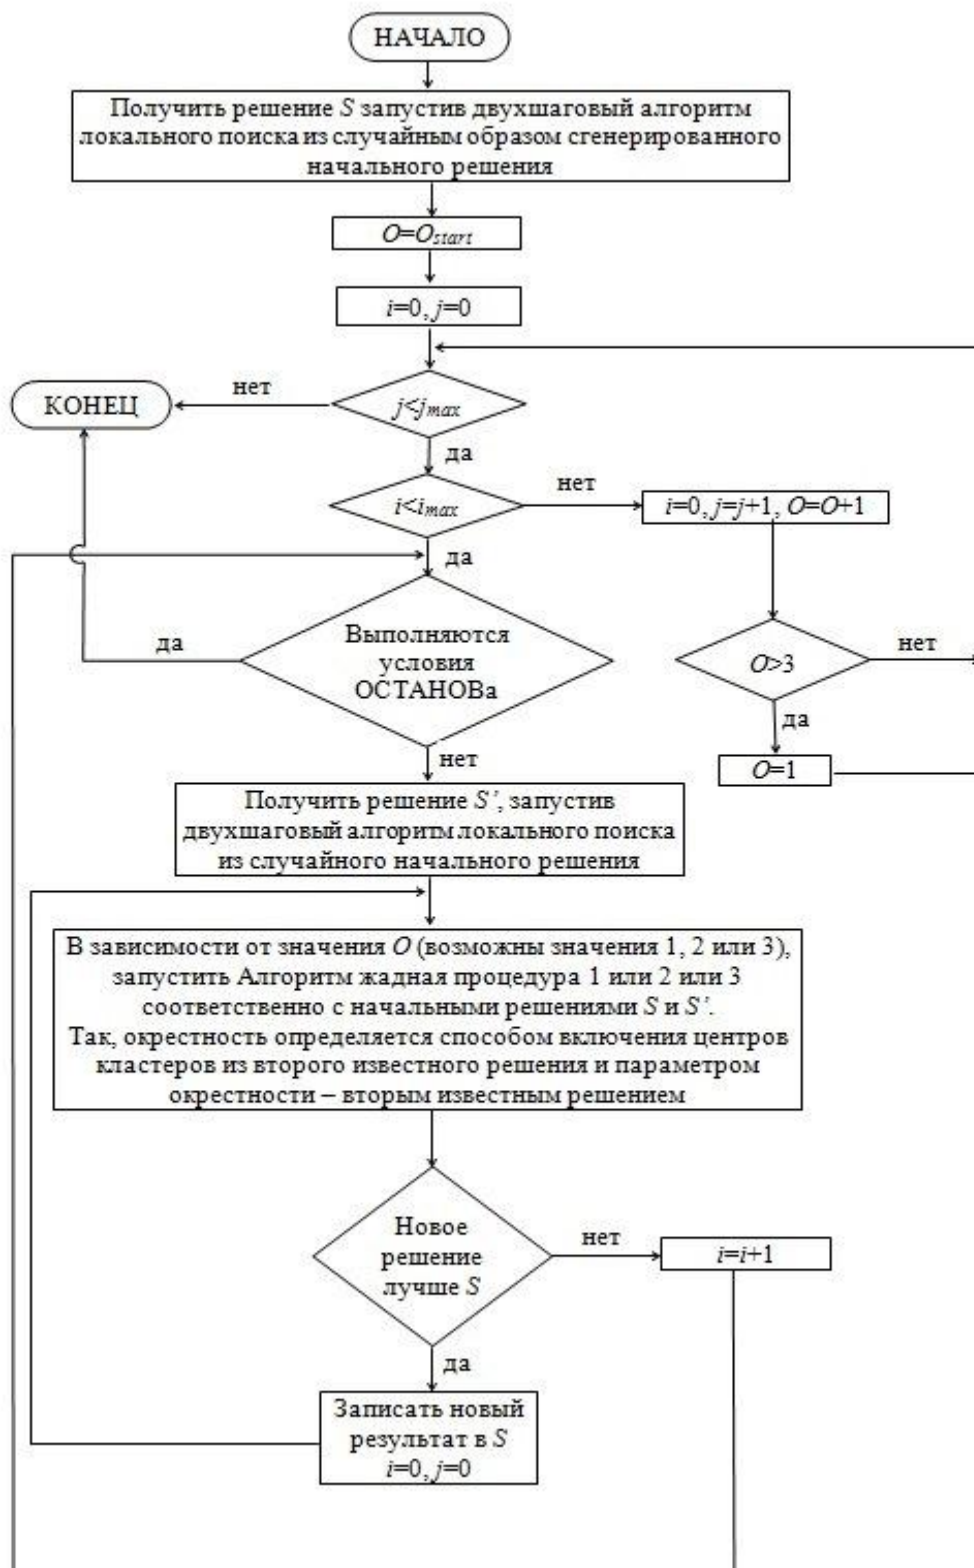 НАЧАЛО
Получить решение S запустив двухшаговый алгоритм
локального поиска из случайным образом сгенерированного
начального решения
O=Ostart
i=0, j=0
нет
КОНЕЦ
j<jmax
да
нет
i<imax
i=0, j=j+1, O=O+1
да
Выполняются
условия
ОСТАНОВа
да
O>3
нет
да
нет
O=1
Получить решение S’, запустив
двухшаговый алгоритм локального поиска
из случайного начального решения
В зависимости от значения O (возможны значения 1, 2 или 3),
запустить Алгоритм жадная процедура 1 или 2 или 3
соответственно с начальными решениями S и S’.
Так, окрестность определяется способом включения центров
кластеров из второго известного решения и параметром
окрестности – вторым известным решением
Новое
решение
лучше S
нет
i=i+1
да
Записать новый
результат в S
i=0, j=0